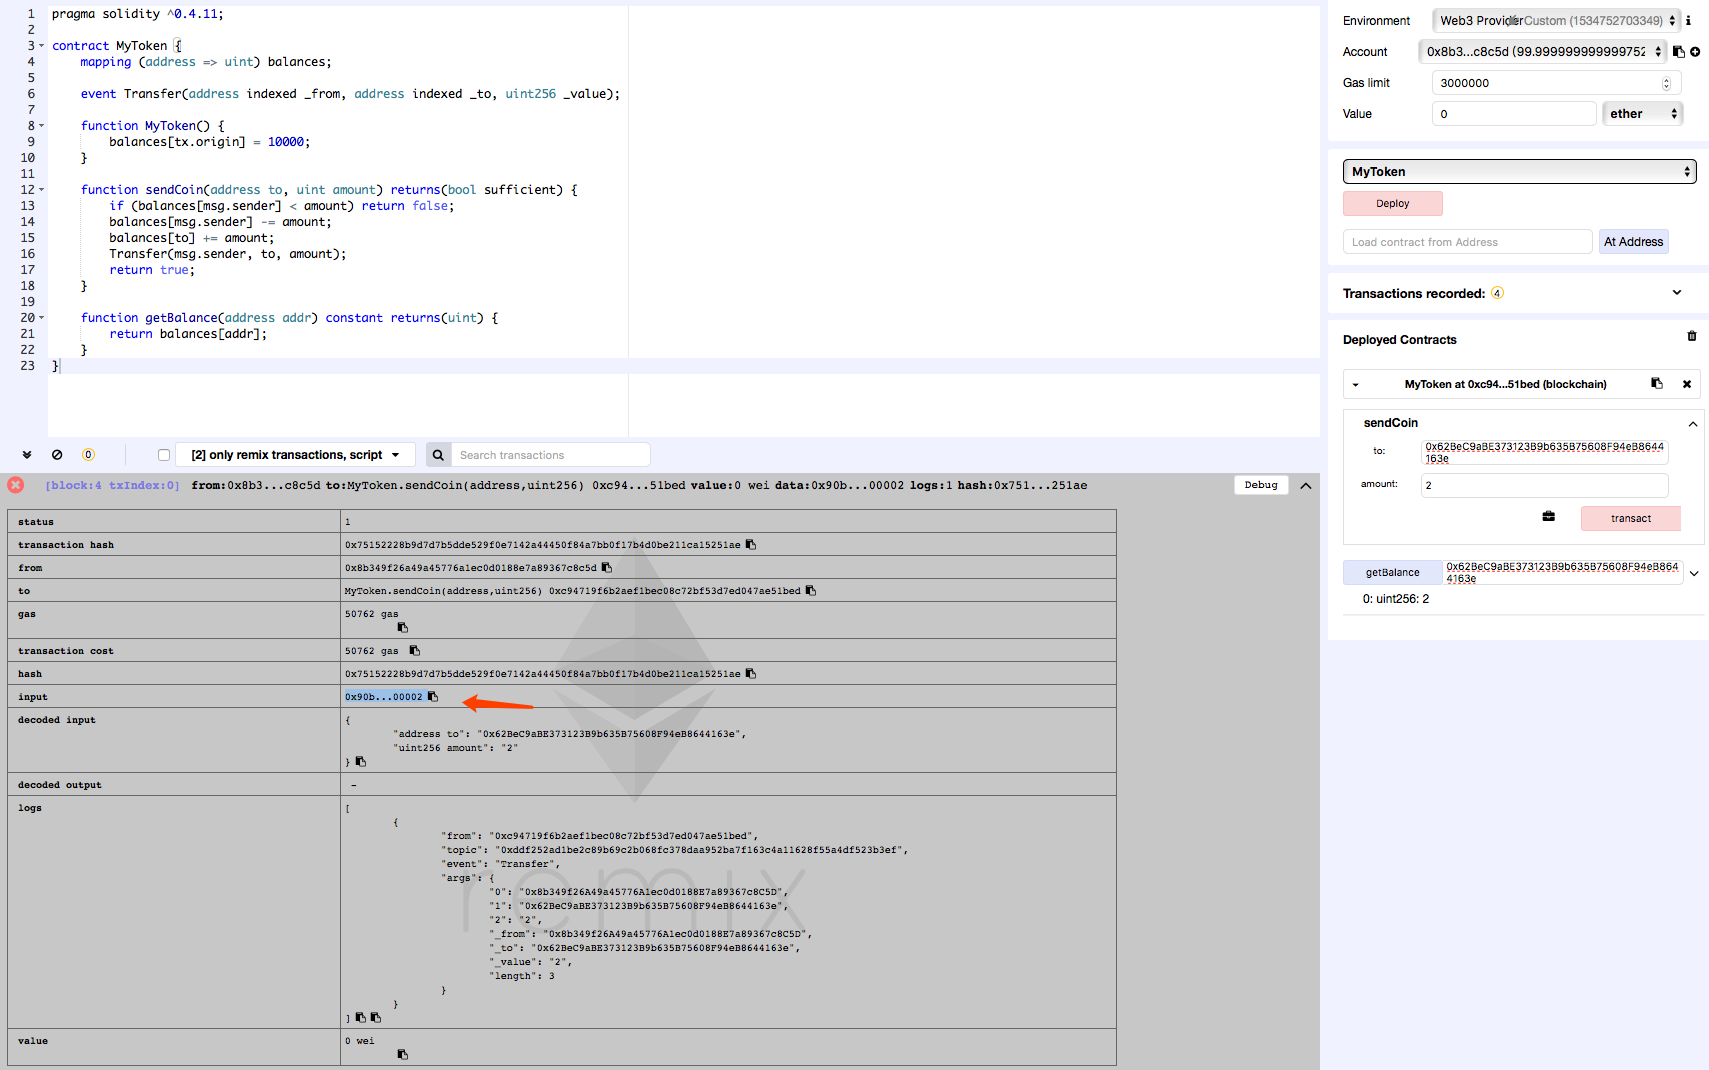 1 pragma solidity ^0.4.11;
2
3 contract MyToken {
4 mapping (address => uint) balances;
5
6 event Transfer(address indexed _from, address indexed _to, uint256 _value);
7
8 function MyToken() {
9 balances[tx.origin] = 10000;
10 }
11
12 function sendCoin(address to, uint amount) returns(bool sufficient) {
13 if (balances[msg.sender] < amount) return false;
14 balances[msg.sender] -= amount;
15 balances[to] += amount;
16 Transfer(msg.sender, to, amount);
17 return true;
18 }
19
20 function getBalance(address addr) constant returns(uint) {
21 return balances[addr];
22 }
23 }
0
[2] only remix transactions, script
Search transactions
[block:4 txIndex:0] from:0x8b3...c8c5d to:MyToken.sendCoin(address,uint256) 0xc94...51bed value:0 wei data:0x90b...00002 logs:1 hash:0x751...251ae
Debug
status 1
transaction hash 0x75152228b9d7d7b5dde529f0e7142a44450f84a7bb0f17b4d0be211ca15251ae
from 0x8b349f26a49a45776a1ec0d0188e7a89367c8c5d
to MyToken.sendCoin(address,uint256) 0xc94719f6b2aef1bec08c72bf53d7ed047ae51bed
gas 50762 gas
transaction cost 50762 gas
hash 0x75152228b9d7d7b5dde529f0e7142a44450f84a7bb0f17b4d0be211ca15251ae
input 0x90b...00002
decoded input {
"address to": "0x62BeC9aBE373123B9b635B75608F94eB8644163e",
"uint256 amount": "2"
}
decoded output -
logs [
{
"from": "0xc94719f6b2aef1bec08c72bf53d7ed047ae51bed",
"topic": "0xddf252ad1be2c89b69c2b068fc378daa952ba7f163c4a11628f55a4df523b3ef",
"event": "Transfer",
"args": {
"0": "0x8b349f26A49a45776A1ec0d0188E7a89367c8C5D",
"1": "0x62BeC9aBE373123B9b635B75608F94eB8644163e",
"2": "2",
"_from": "0x8b349f26A49a45776A1ec0d0188E7a89367c8C5D",
"_to": "0x62BeC9aBE373123B9b635B75608F94eB8644163e",
"_value": "2",
"length": 3
}
}
]
value 0 wei
remix
Environment Web3 Provider Custom (1534752703349)
Account 0x8b3...c8c5d (99.999999999999752
Gas limit 3000000
Value 0 ether
MyToken
Deploy
Load contract from Address At Address
Transactions recorded: 4
Deployed Contracts
MyToken at 0xc94...51bed (blockchain)
sendCoin
to: 0x62BeC9aBE373123B9b635B75608F94eB8644
163e
amount: 2
transact
getBalance 0x62BeC9aBE373123B9b635B75608F94eB864
4163e
0: uint256: 2